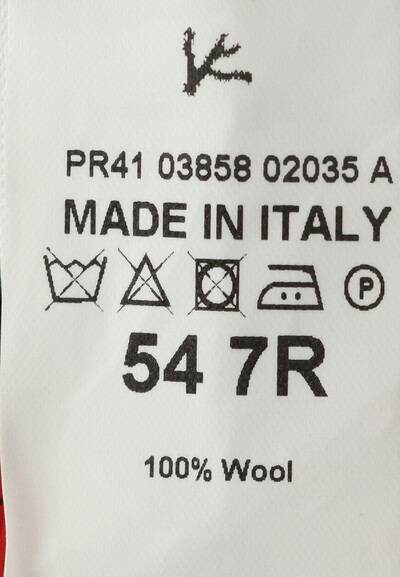 PR41 03858 02035 A
MADE IN ITALY
P
54 7R
100% Wool